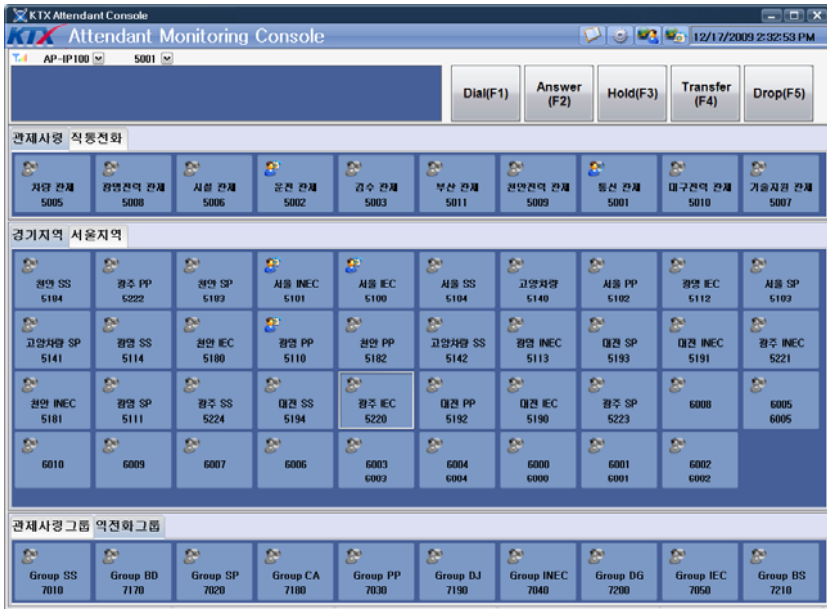 KTX Attendant Console
KTX Attendant Monitoring Console
12/17/2009 2:32:53 PM
AP-IP100 5001
Dial(F1) Answer (F2) Hold(F3) Transfer (F4) Drop(F5)
관제사령 직통전화
차량 관제 광명전력 관제 시설 관제 운전 관제 검수 관제 부산 관제 천안전력 관제 통신 관제 대구전력 관제 기술지원 관제
5005 5008 5006 5002 5003 5011 5009 5001 5010 5007
경기지역 서울지역
천안 SS 광주 PP 천안 SP 서울 INEC 서울 IEC 서울 SS 고양차량 서울 PP 광명 IEC 서울 SP
5184 5222 5183 5101 5100 5104 5140 5102 5112 5103
고양차량 SP 광명 SS 천안 IEC 광명 PP 천안 PP 고양차량 SS 광명 INEC 대전 SP 대전 INEC 광주 INEC
5141 5114 5180 5110 5182 5142 5113 5193 5191 5221
천안 INEC 광명 SP 광주 SS 대전 SS 광주 IEC 대전 PP 대전 IEC 광주 SP 6008 6005
5181 5111 5224 5194 5220 5192 5190 5223 6005
6010 6009 6007 6006 6003 6004 6000 6001 6002
6003 6004 6000 6001 6002
관제사령그룹 역전화그룹
Group SS Group BD Group SP Group CA Group PP Group DJ Group INEC Group DG Group IEC Group BS
7010 7170 7020 7180 7030 7190 7040 7200 7050 7210